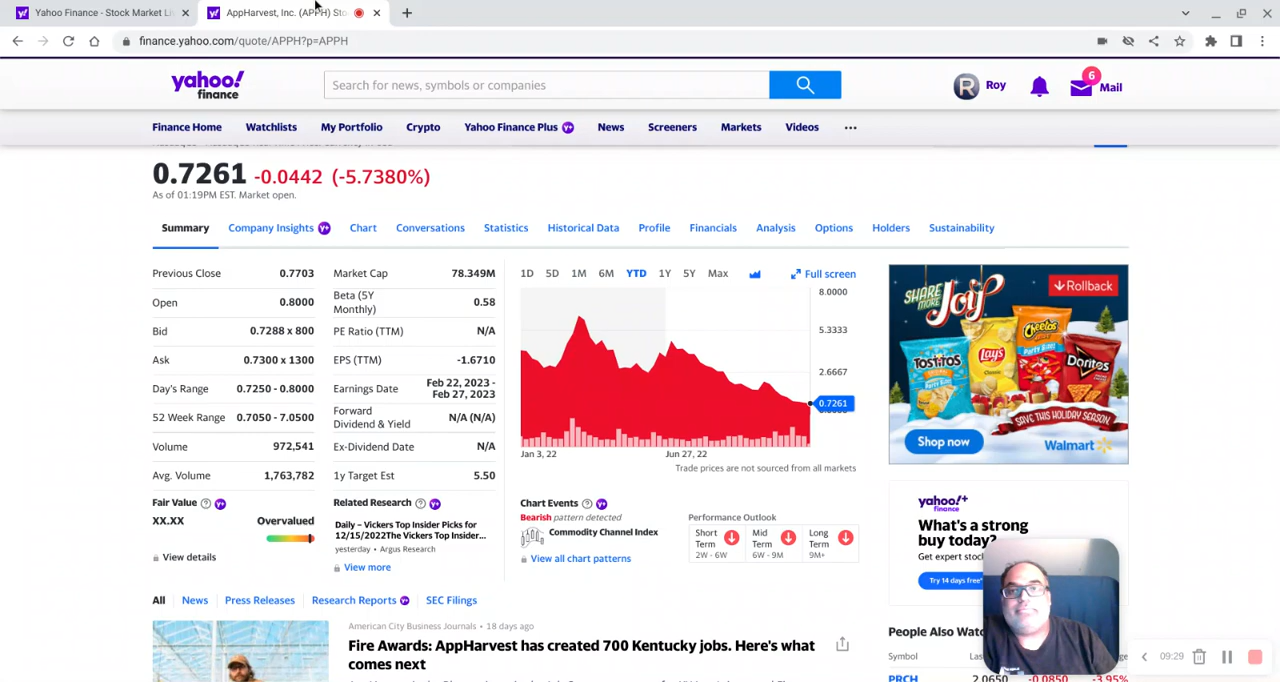 Yahoo Finance - Stock Market Li
AppHarvest, Inc. (APPH) Sto
finance.yahoo.com/quote/APPH?p=APPH
yahoo!
finance
Search for news, symbols or companies
R
Roy
6
Mail
Finance Home
Watchlists
My Portfolio
Crypto
Yahoo Finance Plus
News
Screeners
Markets
Videos
0.7261 -0.0442 (-5.7380%)
As of 01:19PM EST. Market open.
Summary
Company Insights
Chart
Conversations
Statistics
Historical Data
Profile
Financials
Analysis
Options
Holders
Sustainability
Previous Close 0.7703
Open 0.8000
Bid 0.7288 x 800
Ask 0.7300 x 1300
Day's Range 0.7250 - 0.8000
52 Week Range 0.7050 - 7.0500
Volume 972,541
Avg. Volume 1,763,782
Market Cap 78.349M
Beta (5Y
Monthly) 0.58
PE Ratio (TTM) N/A
EPS (TTM) -1.6710
Earnings Date Feb 22, 2023 -
Feb 27, 2023
Forward
Dividend & Yield N/A (N/A)
Ex-Dividend Date N/A
1y Target Est 5.50
Fair Value
XX.XX Overvalued
View details
Related Research
Daily – Vickers Top Insider Picks for
12/15/2022The Vickers Top Insider...
yesterday • Argus Research
View more
1D 5D 1M 6M YTD 1Y 5Y Max
Full screen
8.0000
5.3333
2.6667
0.7261
Jan 3, 22
Jun 27, 22
Trade prices are not sourced from all markets
Chart Events
Bearish pattern detected
Commodity Channel Index
View all chart patterns
Performance Outlook
Short
Term
2W - 6W
Mid
Term
6W - 9M
Long
Term
9M+
SHARE
MORE Joy
Rollback
TOSTITOS
Lay's
Classic
Cheetos
PARTY SIZE!
Doritos
SAVE THIS HOLIDAY SEASON.
Shop now
Walmart
yahoo!+
finance
What's a strong
buy today?
Get expert stoc
Try 14 days free*
People Also Wat
Symbol
Las
nge
PRCH 2.0650 -0.0850 -3.95%
All
News
Press Releases
Research Reports
SEC Filings
American City Business Journals • 18 days ago
Fire Awards: AppHarvest has created 700 Kentucky jobs. Here's what
comes next
09:29